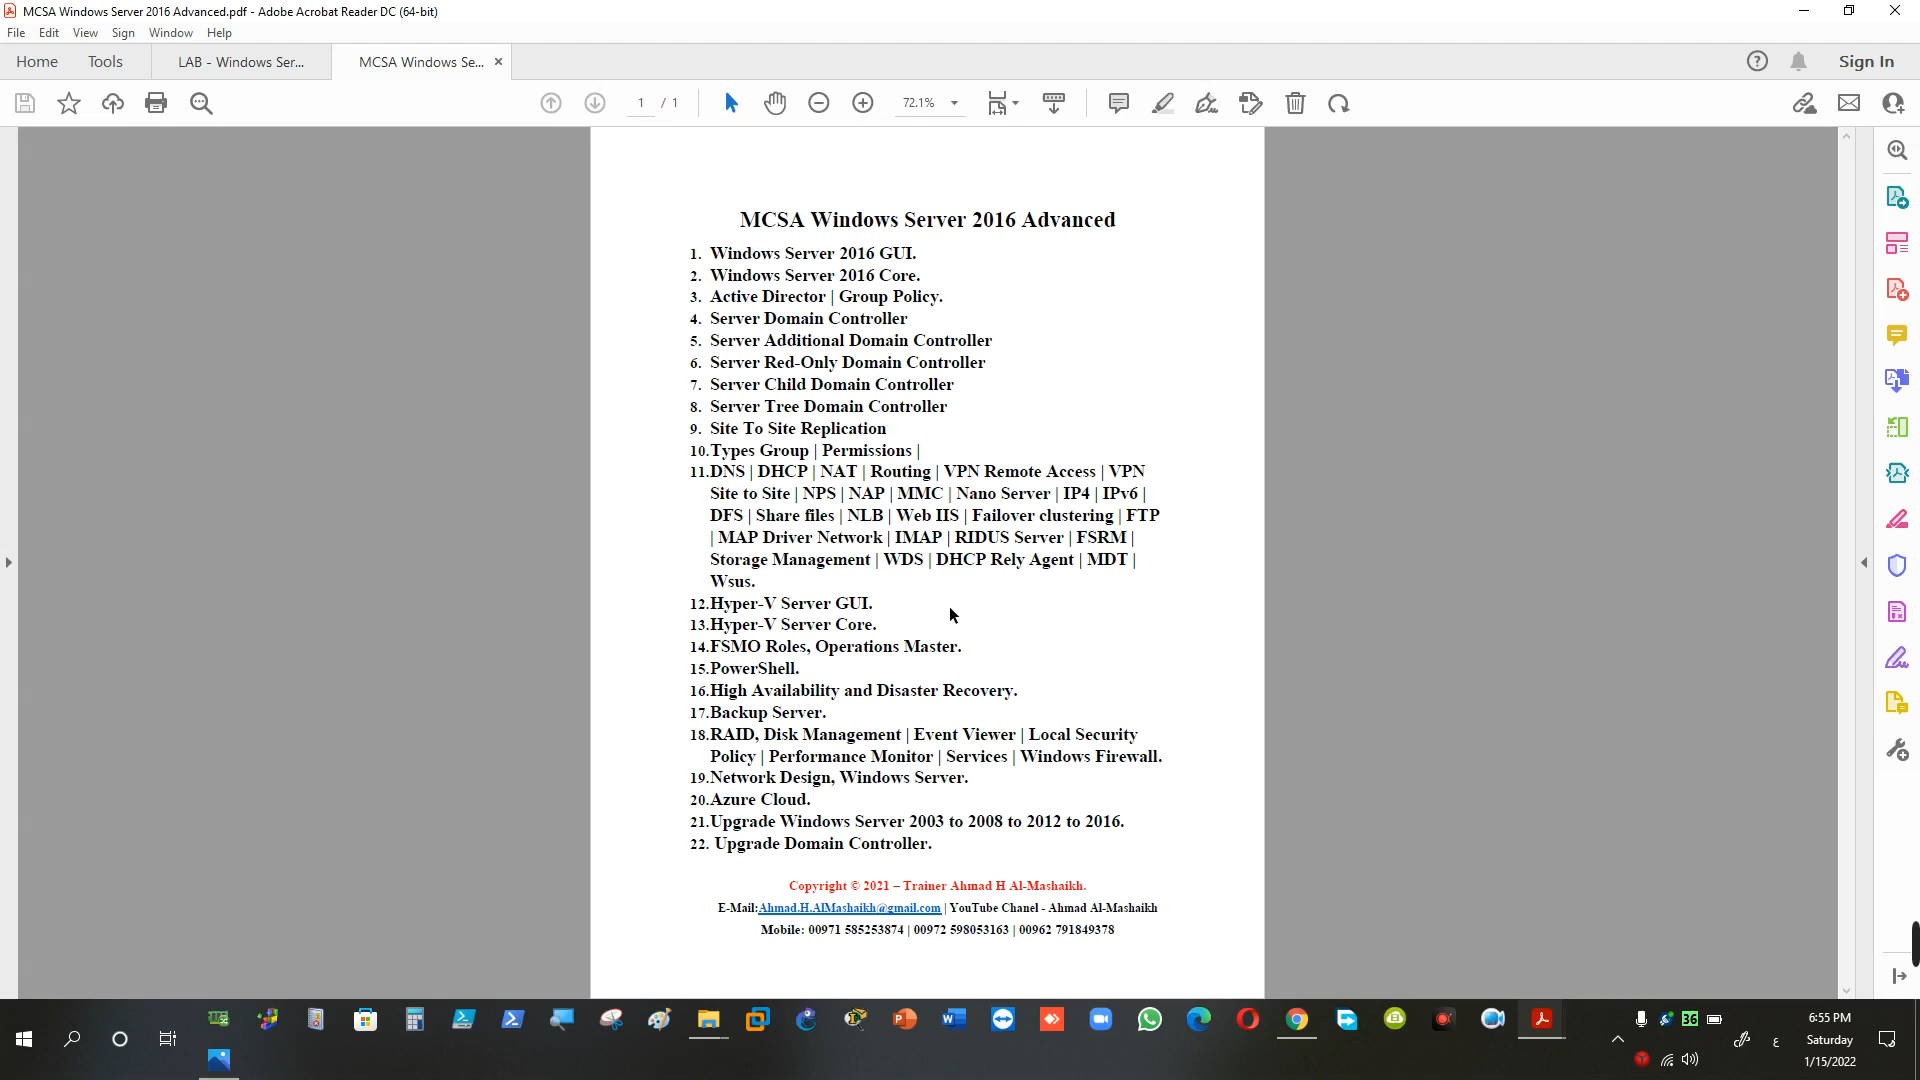 MCSA Windows Server 2016 Advanced.pdf - Adobe Acrobat Reader DC (64-bit)
File Edit View Sign Window Help
Home Tools LAB - Windows Ser... MCSA Windows Se... × Sign In
1 / 1 72.1%
MCSA Windows Server 2016 Advanced
1. Windows Server 2016 GUI.
2. Windows Server 2016 Core.
3. Active Director | Group Policy.
4. Server Domain Controller
5. Server Additional Domain Controller
6. Server Red-Only Domain Controller
7. Server Child Domain Controller
8. Server Tree Domain Controller
9. Site To Site Replication
10.Types Group | Permissions |
11.DNS | DHCP | NAT | Routing | VPN Remote Access | VPN
Site to Site | NPS | NAP | MMC | Nano Server | IP4 | IPv6 |
DFS | Share files | NLB | Web IIS | Failover clustering | FTP
| MAP Driver Network | IMAP | RIDUS Server | FSRM |
Storage Management | WDS | DHCP Rely Agent | MDT |
Wsus.
12.Hyper-V Server GUI.
13.Hyper-V Server Core.
14.FSMO Roles, Operations Master.
15.PowerShell.
16.High Availability and Disaster Recovery.
17.Backup Server.
18.RAID, Disk Management | Event Viewer | Local Security
Policy | Performance Monitor | Services | Windows Firewall.
19.Network Design, Windows Server.
20.Azure Cloud.
21.Upgrade Windows Server 2003 to 2008 to 2012 to 2016.
22. Upgrade Domain Controller.
Copyright © 2021 – Trainer Ahmad H Al-Mashaikh.
E-Mail:Ahmad.H.AlMashaikh@gmail.com | YouTube Chanel - Ahmad Al-Mashaikh
Mobile: 00971 585253874 | 00972 598053163 | 00962 791849378
36 6:55 PM
ع Saturday
1/15/2022